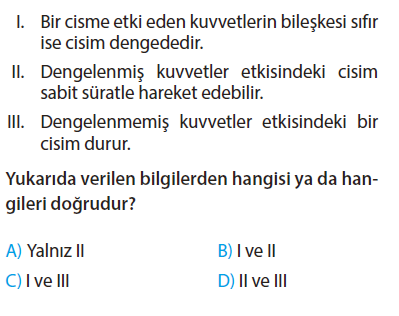 I. Bir cisme etki eden kuvvetlerin bileşkesi sıfır
ise cisim dengededir.
II. Dengelenmiş kuvvetler etkisindeki cisim
sabit süratle hareket edebilir.
III. Dengelenmemiş kuvvetler etkisindeki bir
cisim durur.
Yukarıda verilen bilgilerden hangisi ya da han-
gileri doğrudur?
A) Yalnız II B) I ve II
C) I ve III D) II ve III